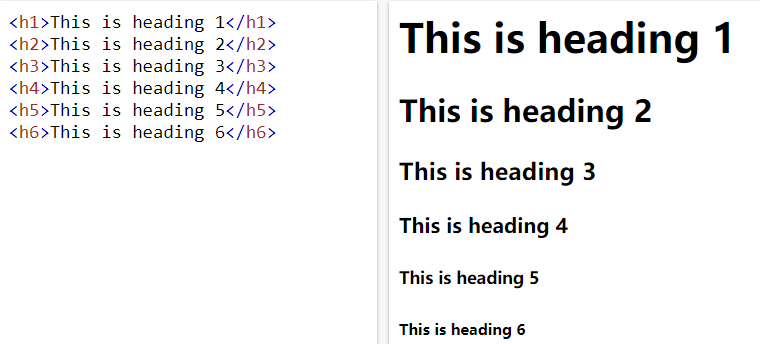 <h1>This is heading 1</h1>
<h2>This is heading 2</h2>
<h3>This is heading 3</h3>
<h4>This is heading 4</h4>
<h5>This is heading 5</h5>
<h6>This is heading 6</h6>
This is heading 1
This is heading 2
This is heading 3
This is heading 4
This is heading 5
This is heading 6